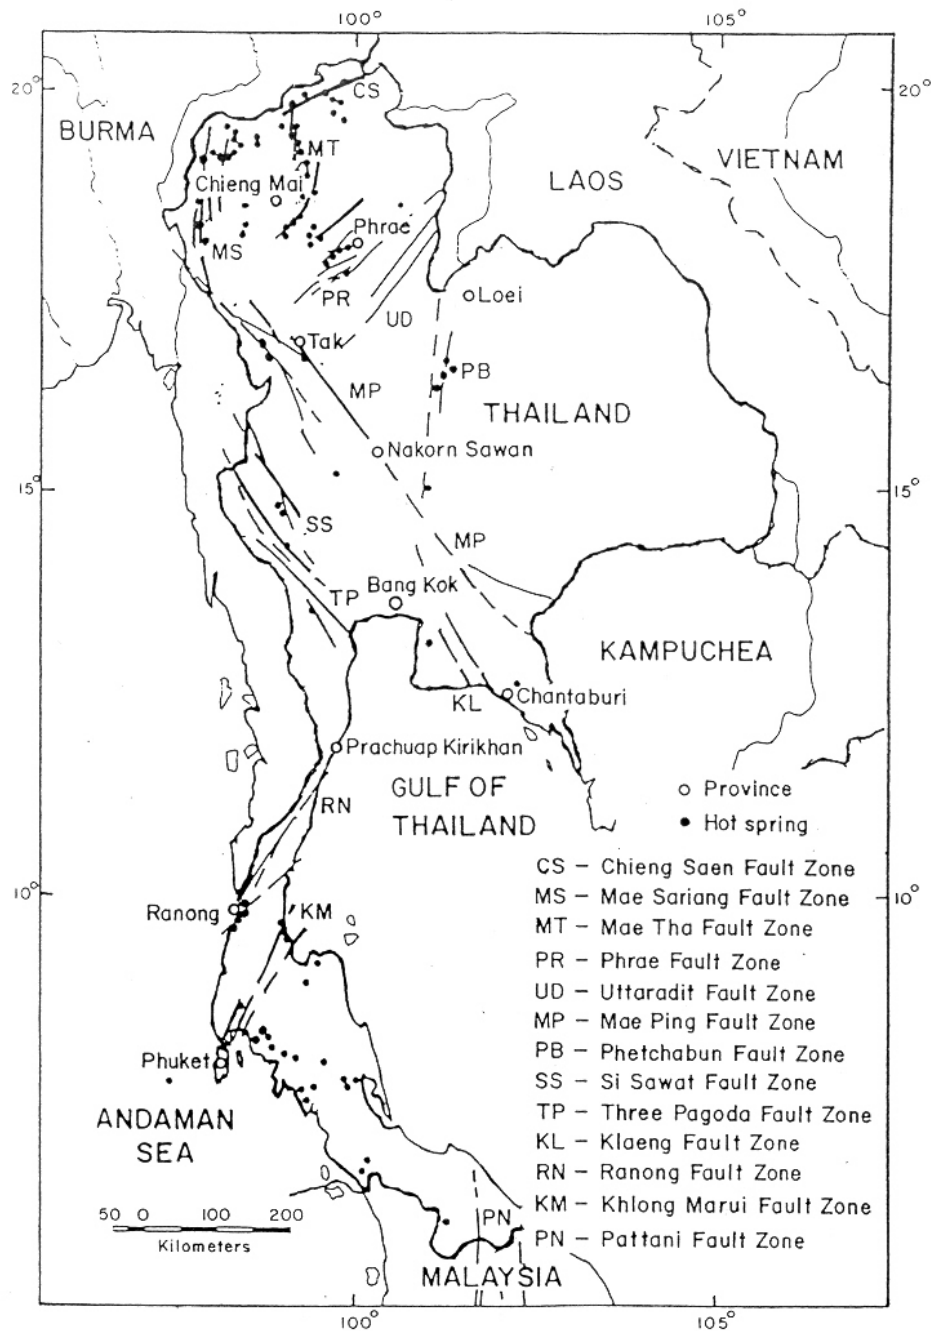 100°
105°
20°
20°
CS
BURMA
MT
VIETNAM
LAOS
Chieng Mai
Phrae
MS
PR
Loei
UD
Tak
PB
MP
THAILAND
Nakorn Sawan
15°
15°
SS
MP
Bang Kok
TP
KAMPUCHEA
KL
Chantaburi
Prachuap Kirikhan
GULF OF
THAILAND
RN
Province
Hot spring
CS – Chieng Saen Fault Zone
10°
10°
MS – Mae Sariang Fault Zone
Ranong
KM
MT – Mae Tha Fault Zone
PR – Phrae Fault Zone
UD – Uttaradit Fault Zone
MP – Mae Ping Fault Zone
PB – Phetchabun Fault Zone
Phuket
SS – Si Sawat Fault Zone
TP – Three Pagoda Fault Zone
ANDAMAN
SEA
KL – Klaeng Fault Zone
RN – Ranong Fault Zone
KM – Khlong Marui Fault Zone
50 0 100 200
Kilometers
PN
PN – Pattani Fault Zone
MALAYSIA
100°
105°